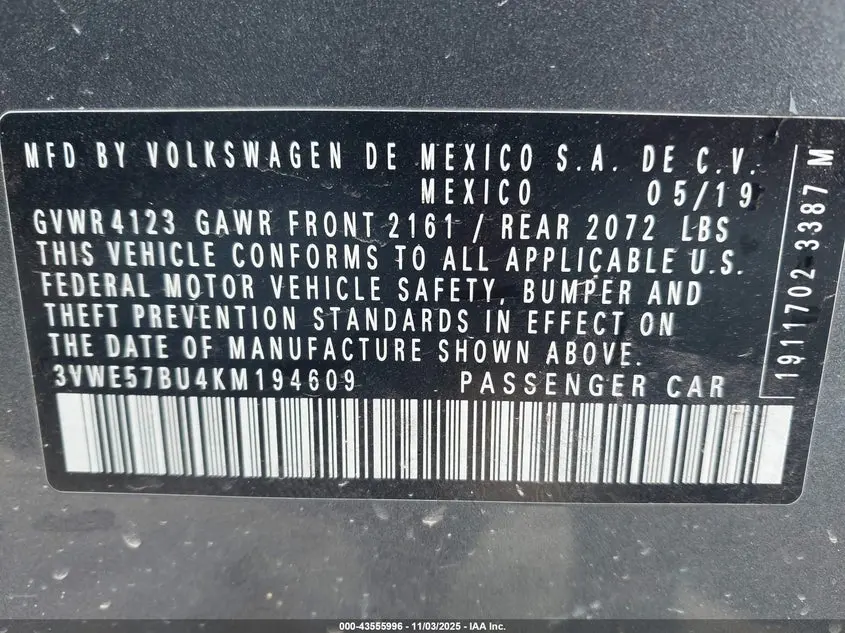 MFD BY VOLKSWAGEN DE MEXICO S.A. DE C.V.
MEXICO 05/19
GVWR 4123 GAWR FRONT 2161 / REAR 2072 LBS
THIS VEHICLE CONFORMS TO ALL APPLICABLE U.S.
FEDERAL MOTOR VEHICLE SAFETY, BUMPER AND
THEFT PREVENTION STANDARDS IN EFFECT ON
THE DATE OF MANUFACTURE SHOWN ABOVE.
3VWE57BU4KM194609 PASSENGER CAR
1911702 3387 M
000-43555996 - 11/03/2025 - IAA Inc.